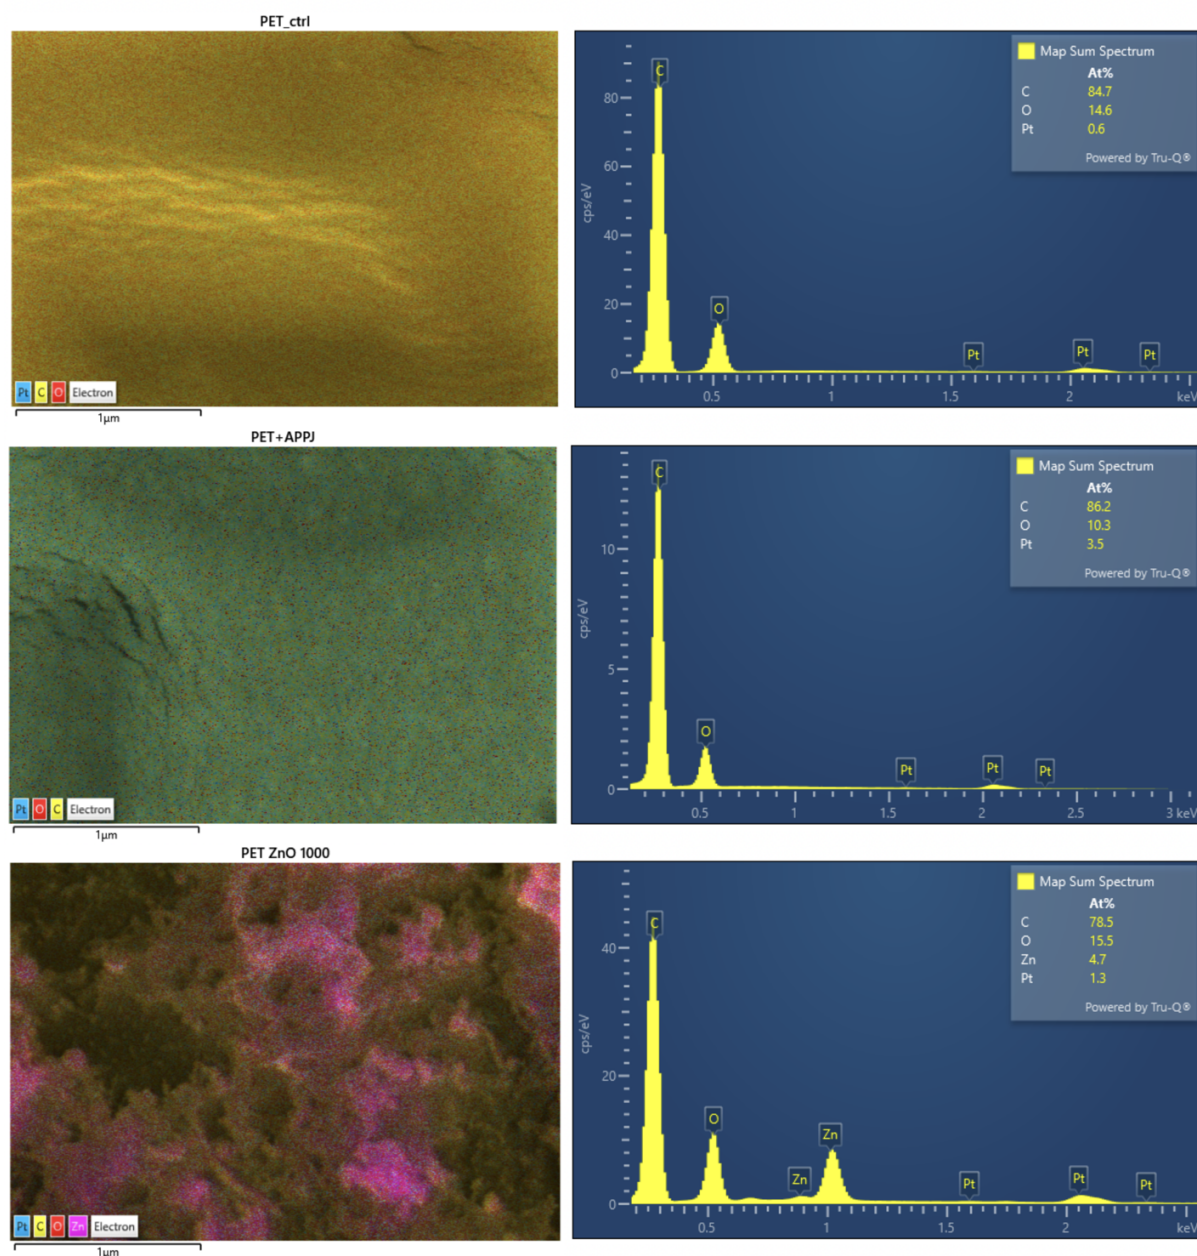 PET_ctrl
Pt C O Electron
1μm
C
O
Pt
Pt
Pt
80
60
40
20
0
cps/eV
0.5
1
1.5
2
keV
Map Sum Spectrum
At%
C 84.7
O 14.6
Pt 0.6
Powered by Tru-Q®
PET+APPJ
Pt O C Electron
1μm
C
O
Pt
Pt
Pt
10
5
0
cps/eV
0.5
1
1.5
2
2.5
3 keV
Map Sum Spectrum
At%
C 86.2
O 10.3
Pt 3.5
Powered by Tru-Q®
PET ZnO 1000
Pt C O Zn Electron
1μm
C
O
Zn
Zn
Pt
Pt
Pt
40
20
0
cps/eV
0.5
1
1.5
2
keV
Map Sum Spectrum
At%
C 78.5
O 15.5
Zn 4.7
Pt 1.3
Powered by Tru-Q®